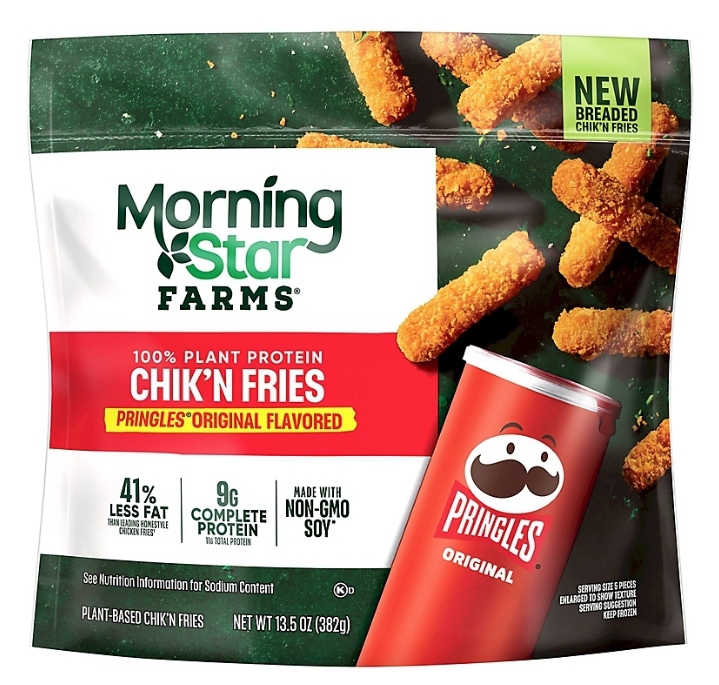 NEW
BREADED
CHIK'N FRIES
Morning
Star
FARMS®
100% PLANT PROTEIN
CHIK'N FRIES
PRINGLES® ORIGINAL FLAVORED
41%
LESS FAT
THAN LEADING HOMESTYLE
CHICKEN FRIES*
9G
COMPLETE
PROTEIN
11g TOTAL PROTEIN
MADE WITH
NON-GMO
SOY*
PRINGLES®
ORIGINAL
See Nutrition Information for Sodium Content
K D
PLANT-BASED CHIK'N FRIES NET WT 13.5 OZ (382g)
SERVING SIZE 5 PIECES
ENLARGED TO SHOW TEXTURE
SERVING SUGGESTION
KEEP FROZEN